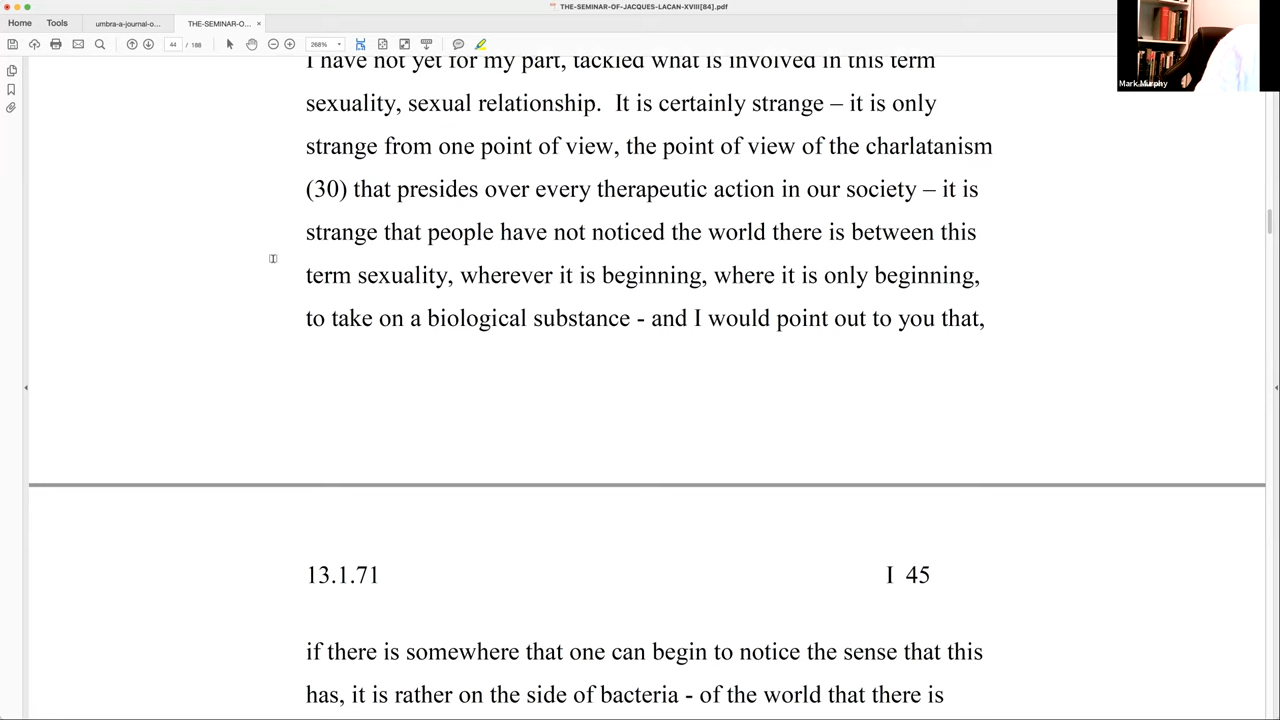 THE-SEMINAR-OF-JACQUES-LACAN-XVIII[84].pdf
Home Tools umbra-a-journal-o... THE-SEMINAR-O... ×
44 / 188 268%
Mark Murphy
I have not yet for my part, tackled what is involved in this term
sexuality, sexual relationship. It is certainly strange – it is only
strange from one point of view, the point of view of the charlatanism
(30) that presides over every therapeutic action in our society – it is
strange that people have not noticed the world there is between this
term sexuality, wherever it is beginning, where it is only beginning,
to take on a biological substance - and I would point out to you that,
13.1.71 I 45
if there is somewhere that one can begin to notice the sense that this
has, it is rather on the side of bacteria - of the world that there is